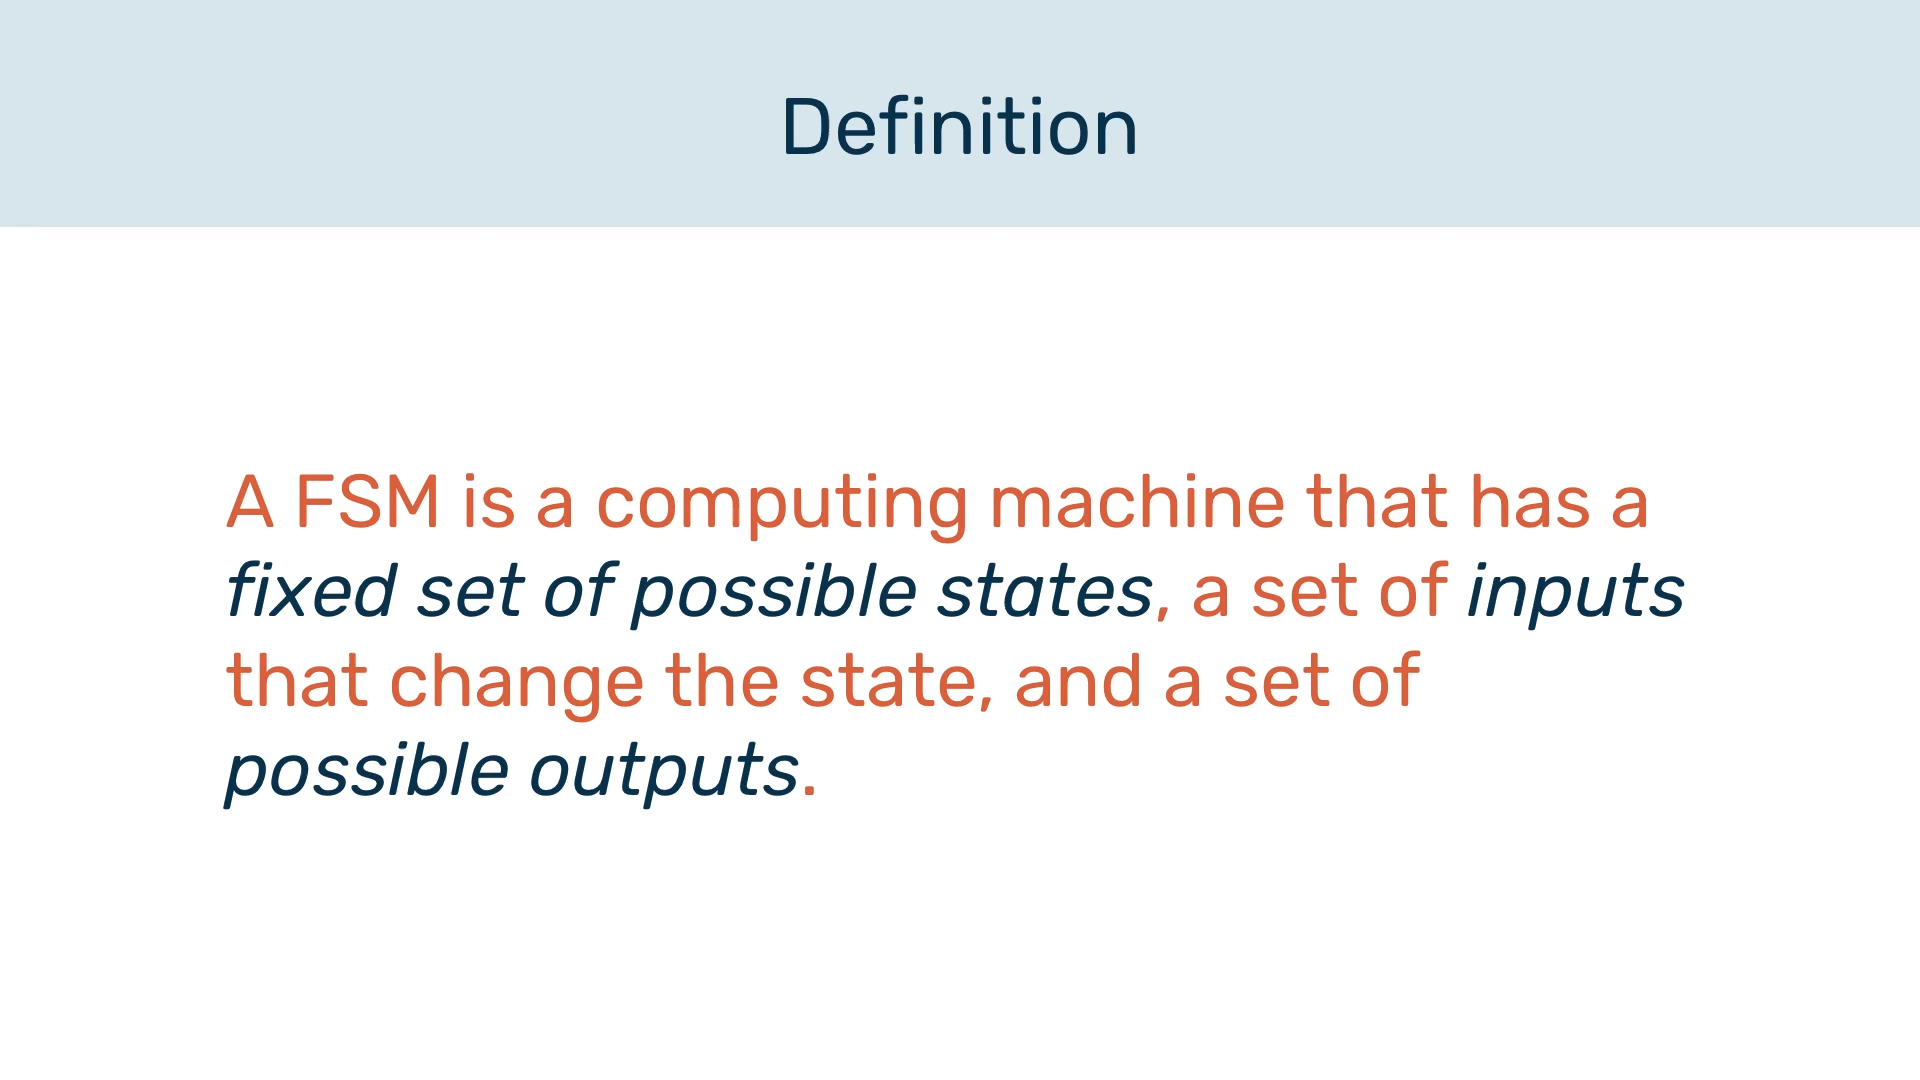 Definition
A FSM is a computing machine that has a
fixed set of possible states, a set of inputs
that change the state, and a set of
possible outputs.